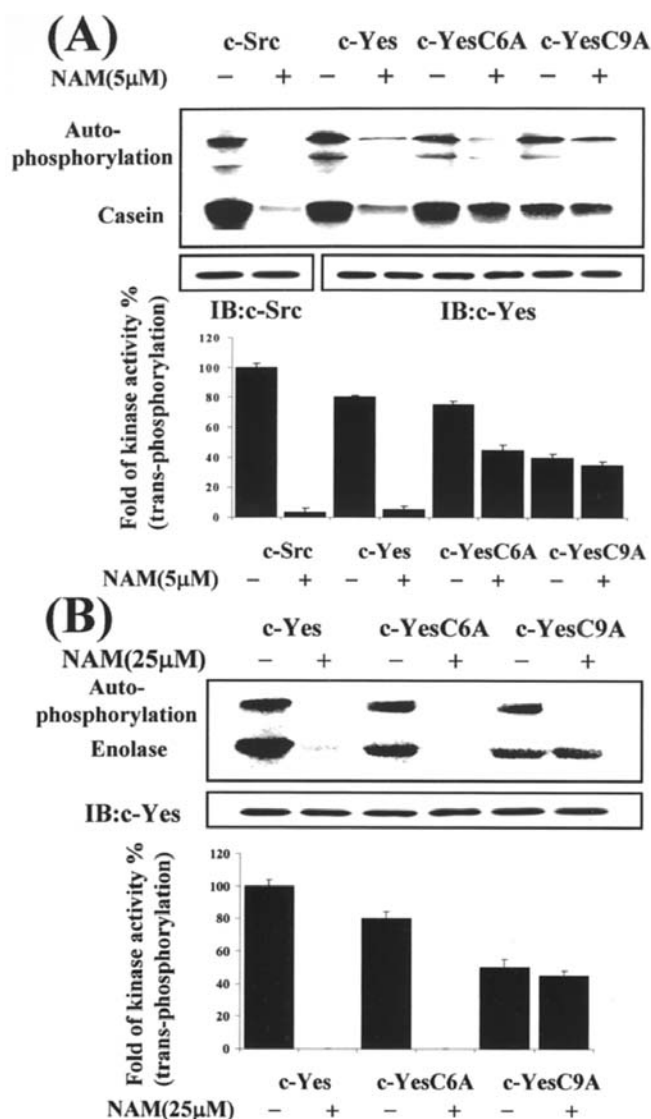 (A)
c-Src c-Yes c-YesC6A c-YesC9A
NAM(5μM) − + − + − + − +
Auto-
phosphorylation
Casein
IB:c-Src IB:c-Yes
Fold of kinase activity %
(trans-phosphorylation)
120
100
80
60
40
20
0
c-Src c-Yes c-YesC6A c-YesC9A
NAM(5μM) − + − + − + − +
(B)
c-Yes c-YesC6A c-YesC9A
NAM(25μM) − + − + − +
Auto-
phosphorylation
Enolase
IB:c-Yes
Fold of kinase activity %
(trans-phosphorylation)
120
100
80
60
40
20
0
c-Yes c-YesC6A c-YesC9A
NAM(25μM) − + − + − +